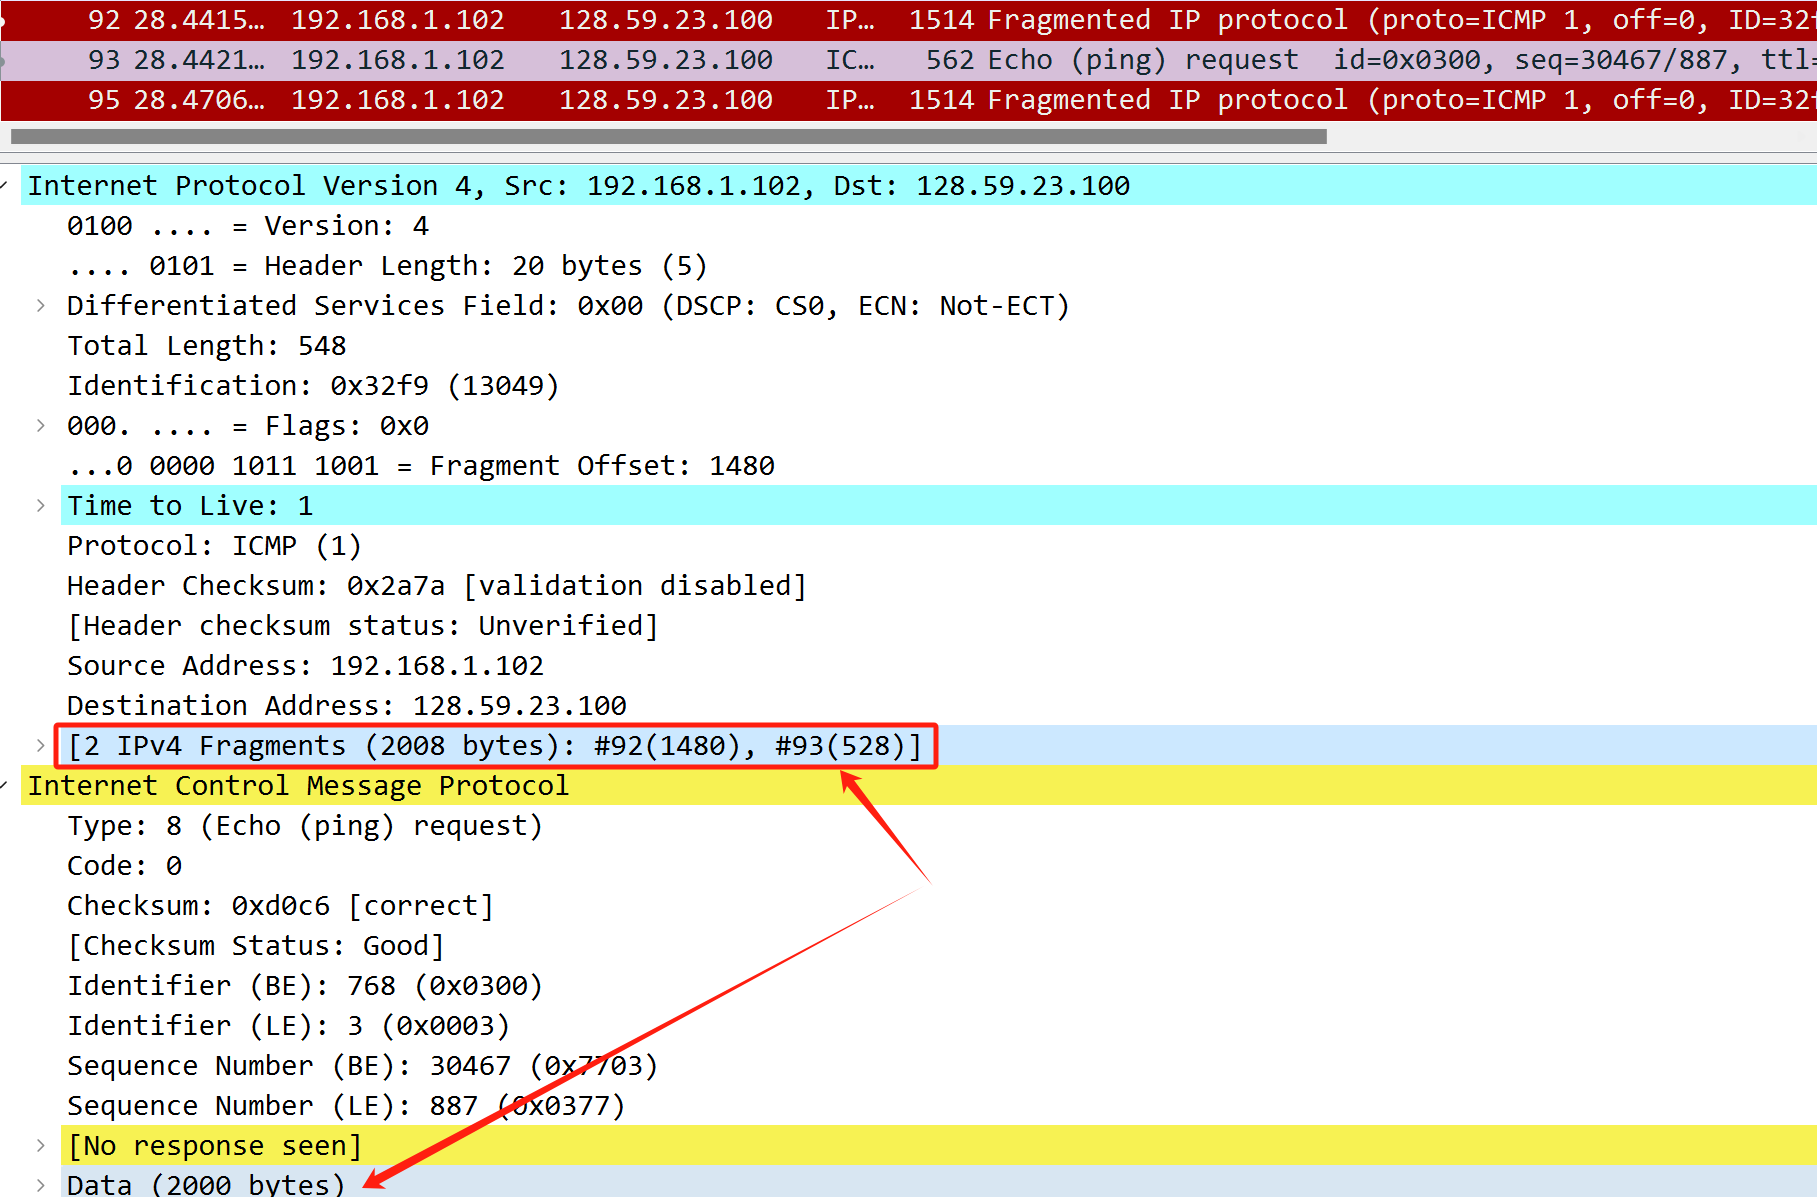 92 28.4415… 192.168.1.102 128.59.23.100 IP… 1514 Fragmented IP protocol (proto=ICMP 1, off=0, ID=32f
93 28.4421… 192.168.1.102 128.59.23.100 IC… 562 Echo (ping) request id=0x0300, seq=30467/887, ttl=
95 28.4706… 192.168.1.102 128.59.23.100 IP… 1514 Fragmented IP protocol (proto=ICMP 1, off=0, ID=32f
Internet Protocol Version 4, Src: 192.168.1.102, Dst: 128.59.23.100
0100 .... = Version: 4
.... 0101 = Header Length: 20 bytes (5)
Differentiated Services Field: 0x00 (DSCP: CS0, ECN: Not-ECT)
Total Length: 548
Identification: 0x32f9 (13049)
000. .... = Flags: 0x0
...0 0000 1011 1001 = Fragment Offset: 1480
Time to Live: 1
Protocol: ICMP (1)
Header Checksum: 0x2a7a [validation disabled]
[Header checksum status: Unverified]
Source Address: 192.168.1.102
Destination Address: 128.59.23.100
[2 IPv4 Fragments (2008 bytes): #92(1480), #93(528)]
Internet Control Message Protocol
Type: 8 (Echo (ping) request)
Code: 0
Checksum: 0xd0c6 [correct]
[Checksum Status: Good]
Identifier (BE): 768 (0x0300)
Identifier (LE): 3 (0x0003)
Sequence Number (BE): 30467 (0x7703)
Sequence Number (LE): 887 (0x0377)
[No response seen]
Data (2000 bytes)